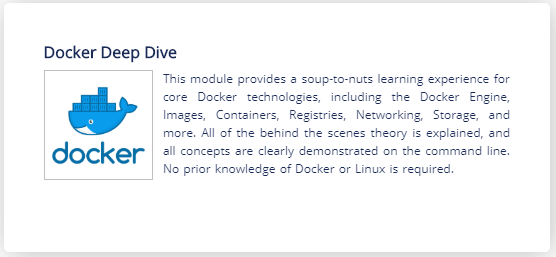 Docker Deep Dive
This module provides a soup-to-nuts learning experience for
core Docker technologies, including the Docker Engine,
Images, Containers, Registries, Networking, Storage, and
more. All of the behind the scenes theory is explained, and
all concepts are clearly demonstrated on the command line.
No prior knowledge of Docker or Linux is required.
docker